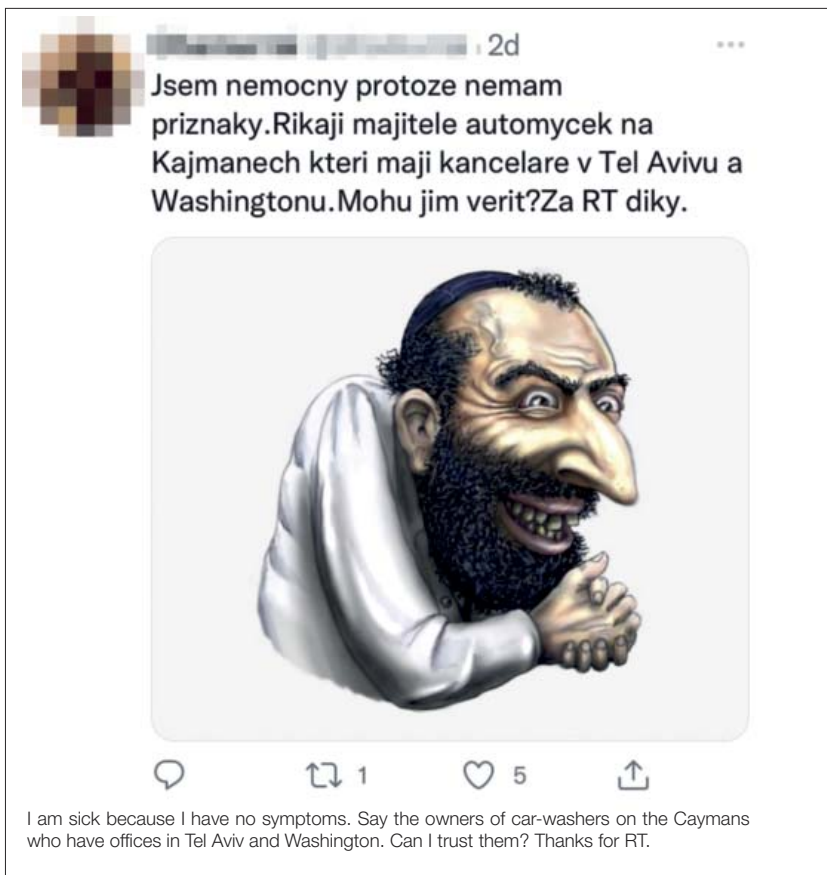 2d
Jsem nemocny protoze nemam
priznaky.Rikaji majitele automycek na
Kajmanech kteri maji kancelare v Tel Avivu a
Washingtonu.Mohu jim verit?Za RT diky.
1 5
I am sick because I have no symptoms. Say the owners of car-washers on the Caymans
who have offices in Tel Aviv and Washington. Can I trust them? Thanks for RT.